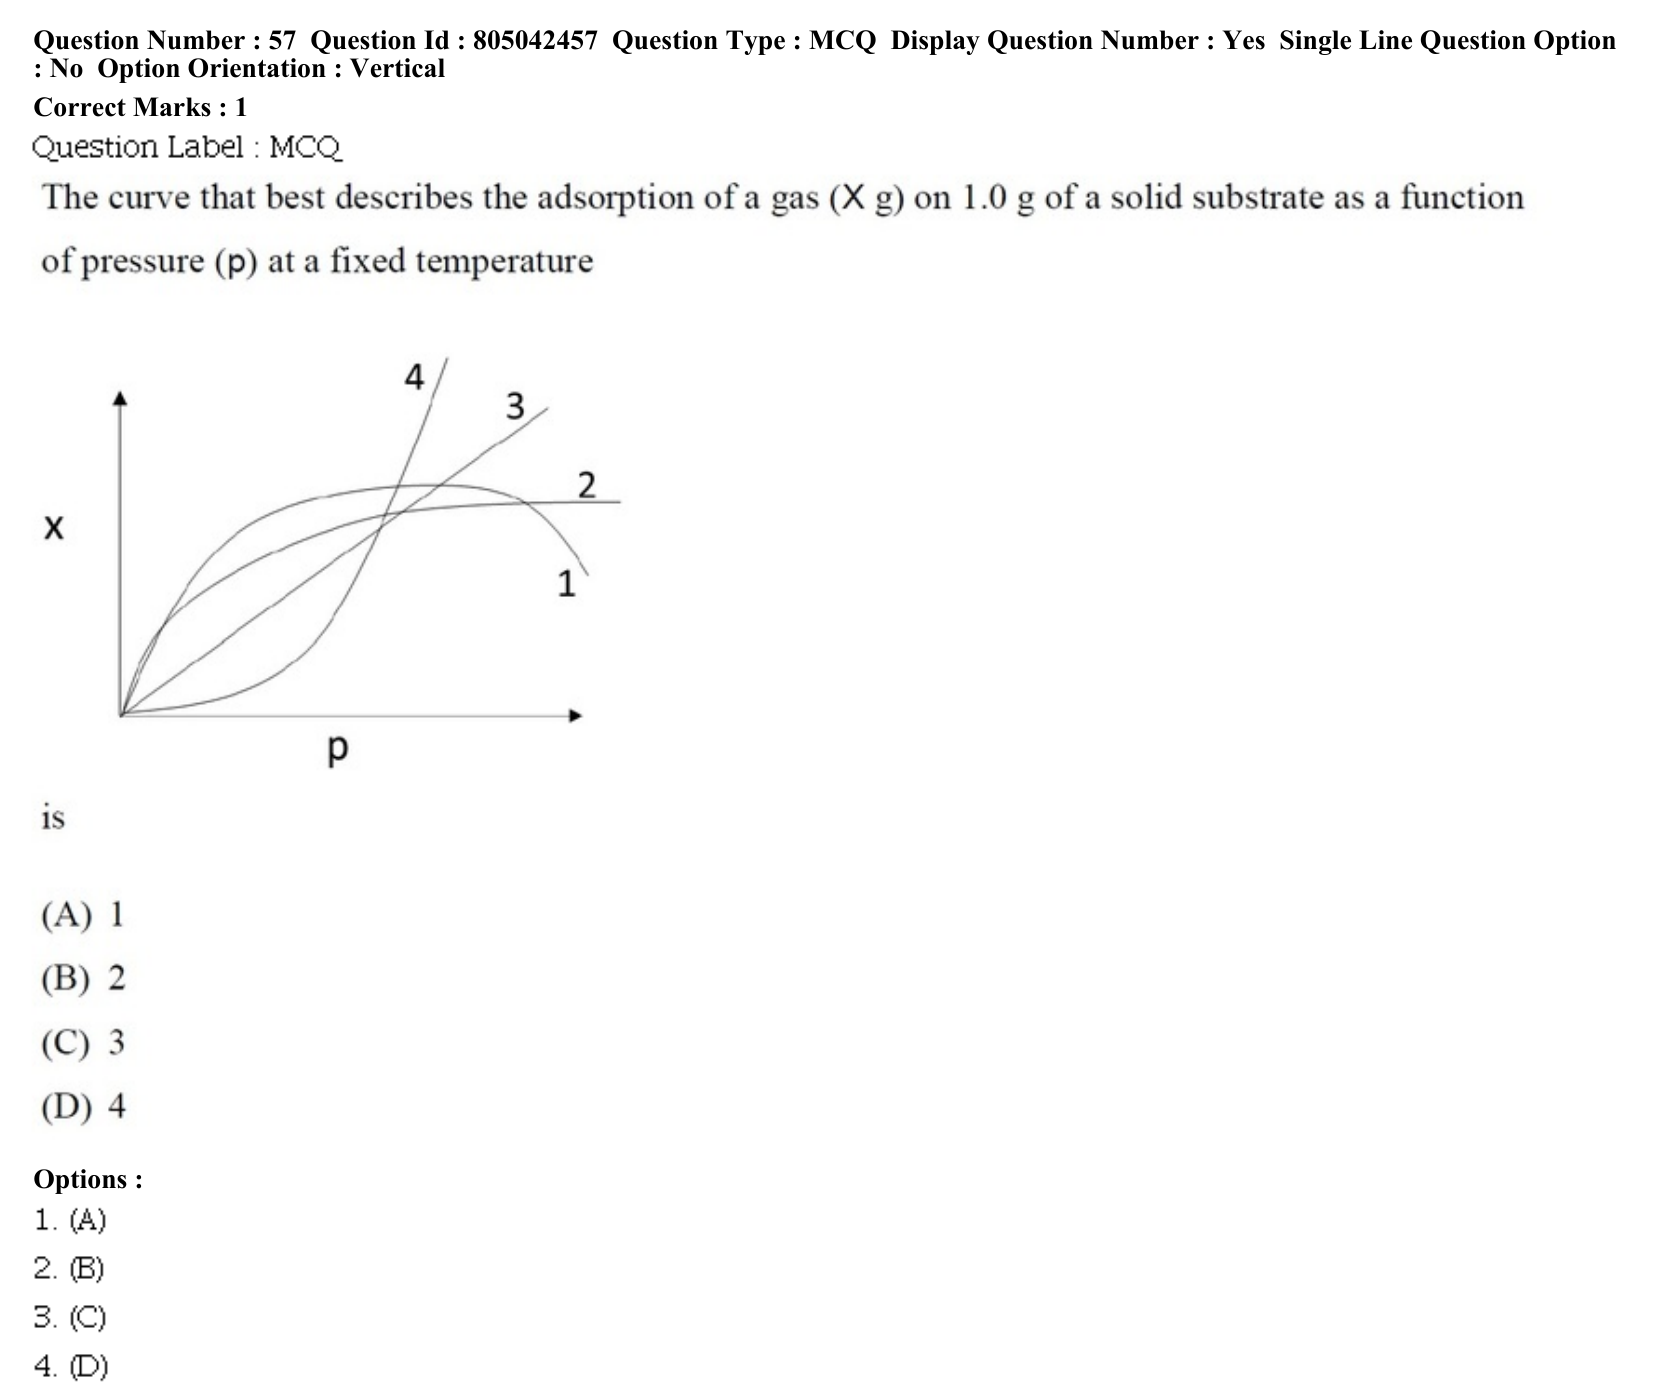 Question Number : 57 Question Id : 805042457 Question Type : MCQ Display Question Number : Yes Single Line Question Option
: No Option Orientation : Vertical
Correct Marks : 1
Question Label : MCQ
The curve that best describes the adsorption of a gas (X g) on 1.0 g of a solid substrate as a function
of pressure (p) at a fixed temperature
4
3
2
X
1
p
is
(A) 1
(B) 2
(C) 3
(D) 4
Options :
1. (A)
2. (B)
3. (C)
4. (D)